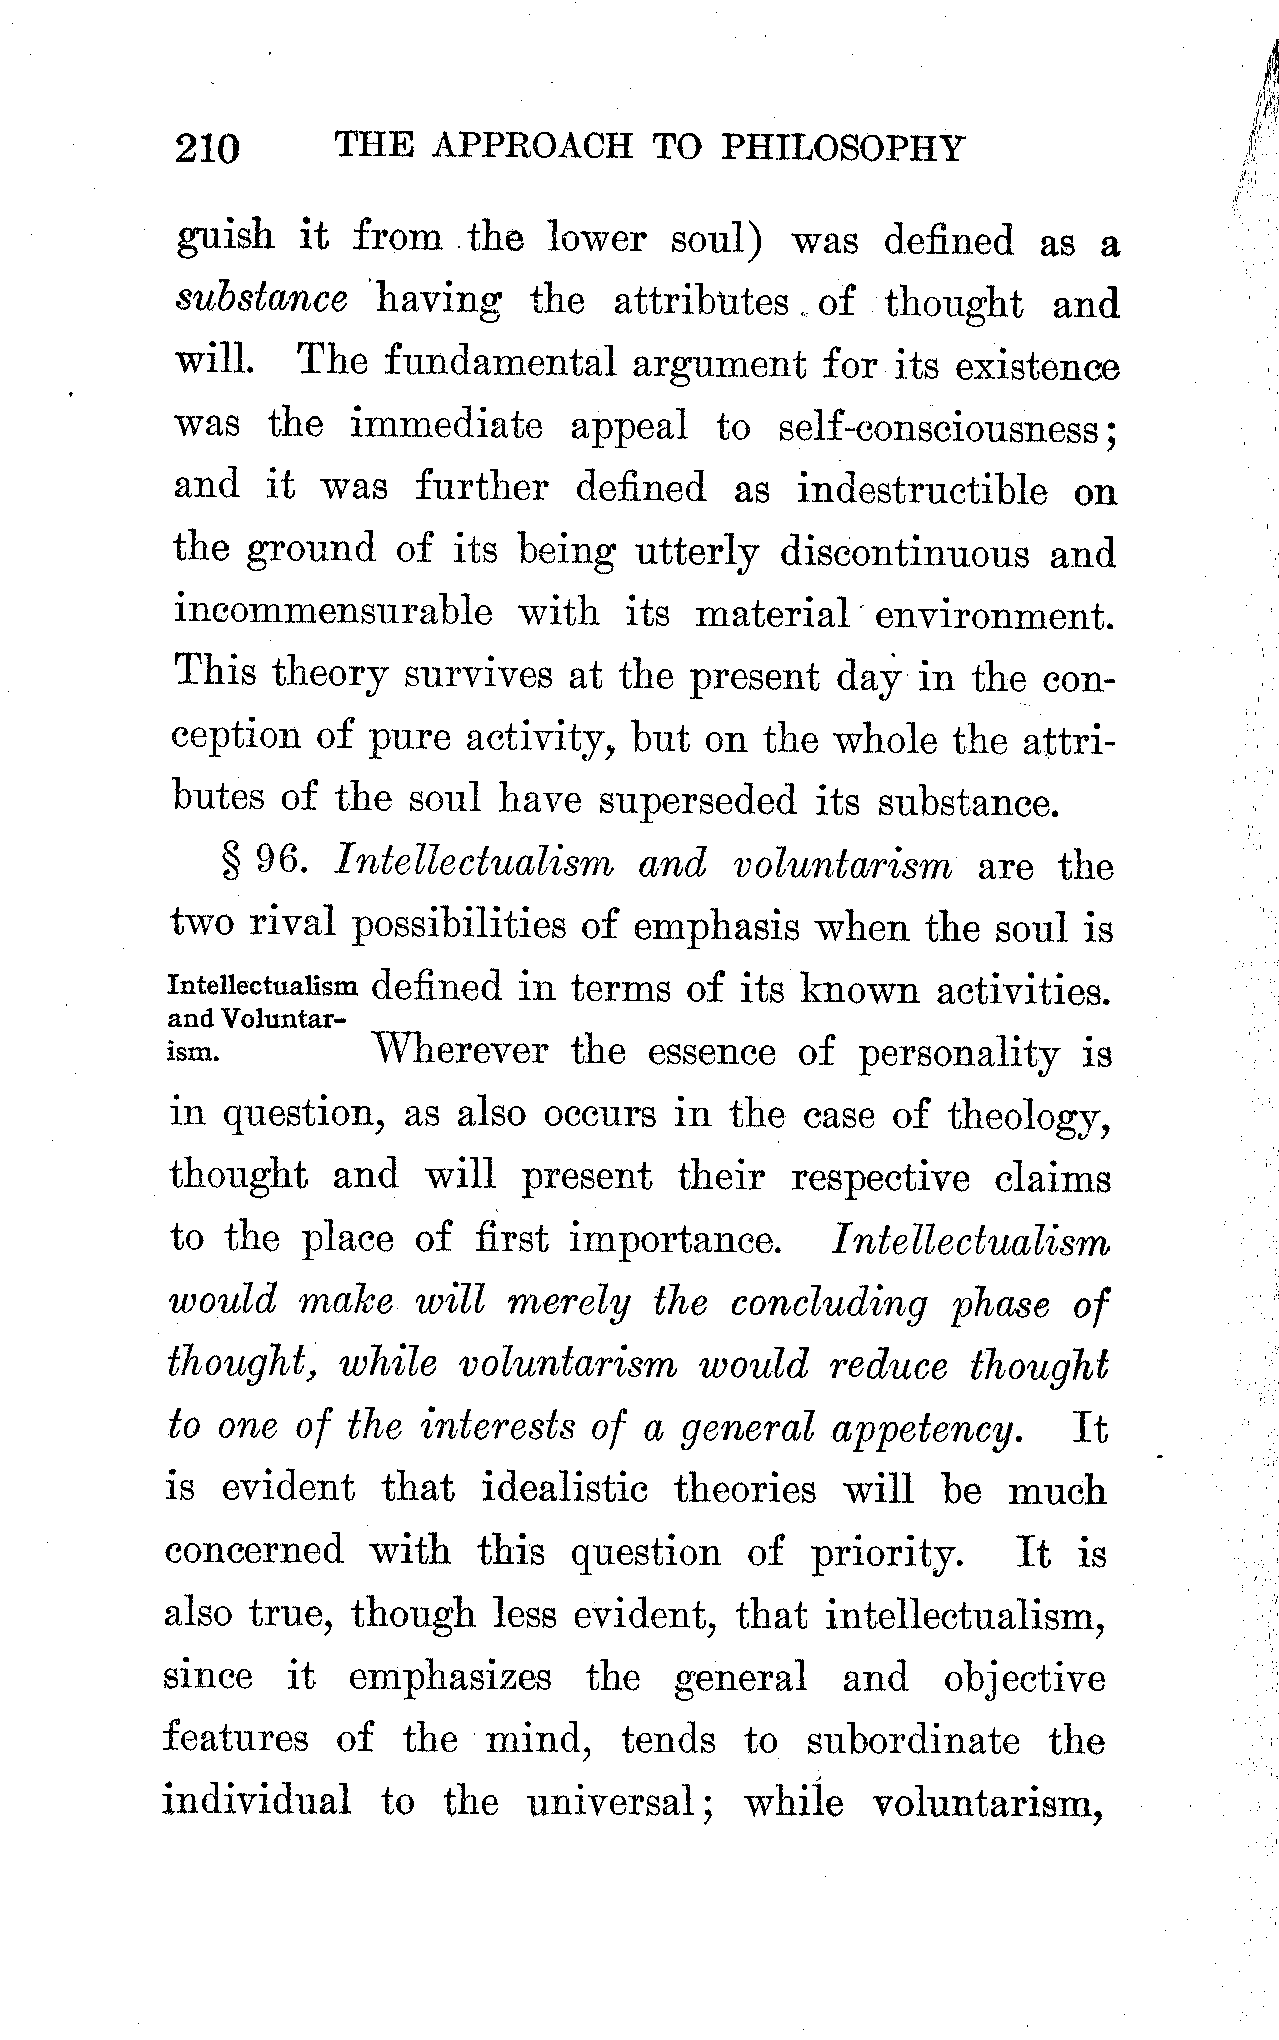 210 THE APPROACH TO PHILOSOPHY
guish it from the lower soul) was defined as a
substance having the attributes of thought and
will. The fundamental argument for its existence
was the immediate appeal to self-consciousness;
and it was further defined as indestructible on
the ground of its being utterly discontinuous and
incommensurable with its material environment.
This theory survives at the present day in the con-
ception of pure activity, but on the whole the attri-
butes of the soul have superseded its substance.
§ 96. Intellectualism and voluntarism are the
two rival possibilities of emphasis when the soul is
Intellectualism
and Voluntar-
ism.
defined in terms of its known activities.
Wherever the essence of personality is
in question, as also occurs in the case of theology,
thought and will present their respective claims
to the place of first importance. Intellectualism
would make will merely the concluding phase of
thought, while voluntarism would reduce thought
to one of the interests of a general appetency. It
is evident that idealistic theories will be much
concerned with this question of priority. It is
also true, though less evident, that intellectualism,
since it emphasizes the general and objective
features of the mind, tends to subordinate the
individual to the universal; while voluntarism,